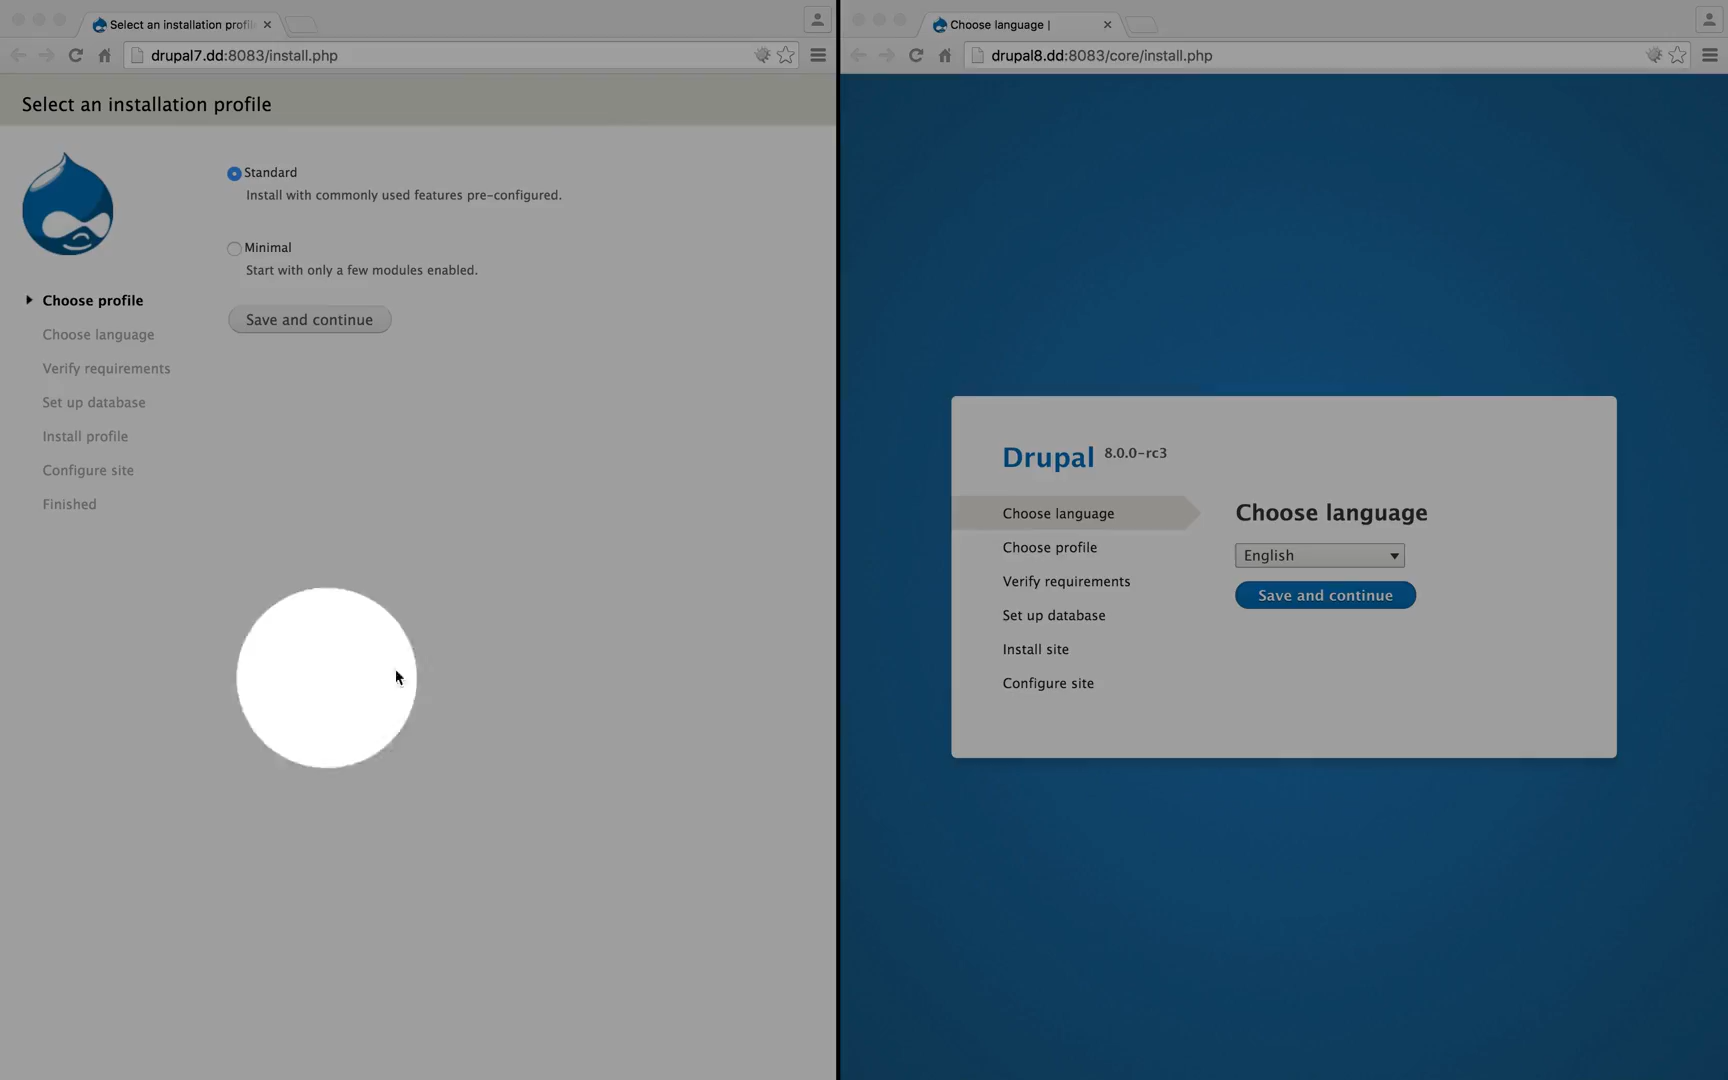 Select an installation profil
drupal7.dd:8083/install.php
Select an installation profile
Standard
Install with commonly used features pre-configured.
Minimal
Start with only a few modules enabled.
Save and continue
Choose profile
Choose language
Verify requirements
Set up database
Install profile
Configure site
Finished
Choose language |
drupal8.dd:8083/core/install.php
Drupal 8.0.0-rc3
Choose language
Choose profile
Verify requirements
Set up database
Install site
Configure site
Choose language
English
Save and continue